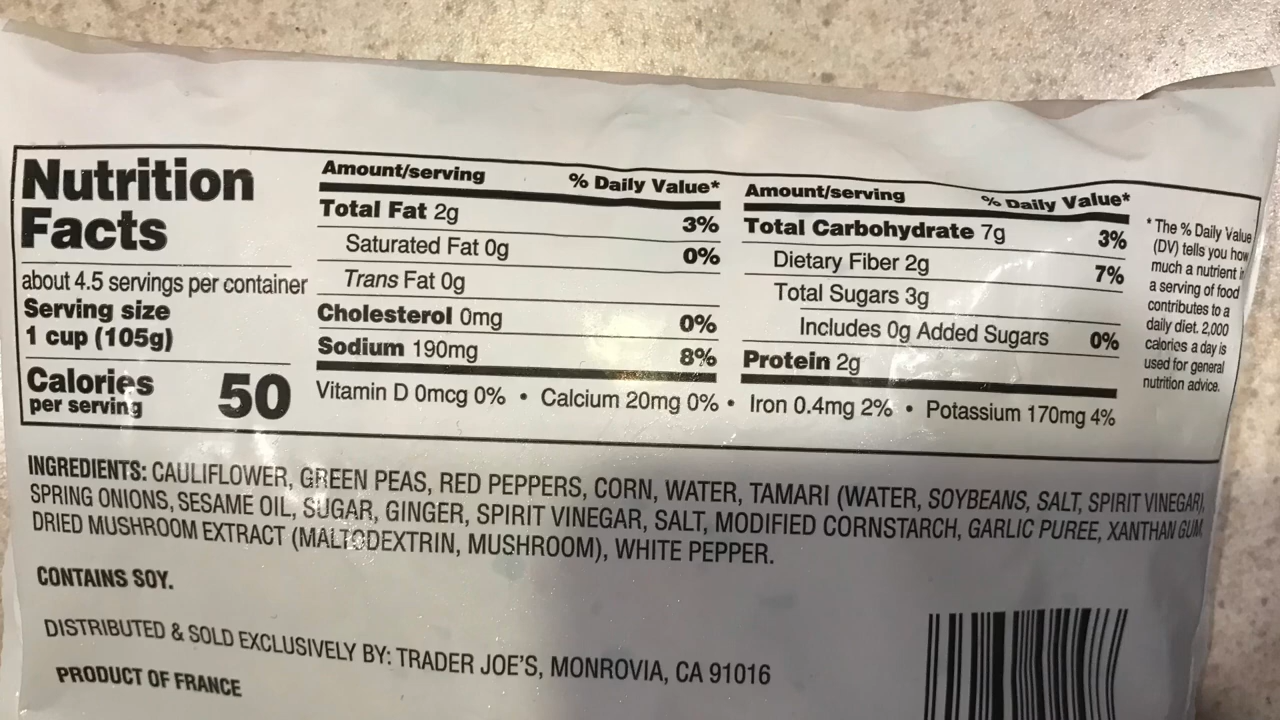 Nutrition
Facts
about 4.5 servings per container
Serving size
1 cup (105g)
Calories
per serving 50
Amount/serving % Daily Value*
Total Fat 2g 3%
Saturated Fat 0g 0%
Trans Fat 0g
Cholesterol 0mg 0%
Sodium 190mg 8%
Amount/serving % Daily Value*
Total Carbohydrate 7g 3%
Dietary Fiber 2g 7%
Total Sugars 3g
Includes 0g Added Sugars 0%
Protein 2g
Vitamin D 0mcg 0% • Calcium 20mg 0% • Iron 0.4mg 2% • Potassium 170mg 4%
* The % Daily Value
(DV) tells you how
much a nutrient in
a serving of food
contributes to a
daily diet. 2,000
calories a day is
used for general
nutrition advice.
INGREDIENTS: CAULIFLOWER, GREEN PEAS, RED PEPPERS, CORN, WATER, TAMARI (WATER, SOYBEANS, SALT, SPIRIT VINEGAR),
SPRING ONIONS, SESAME OIL, SUGAR, GINGER, SPIRIT VINEGAR, SALT, MODIFIED CORNSTARCH, GARLIC PUREE, XANTHAN GUM,
DRIED MUSHROOM EXTRACT (MALTODEXTRIN, MUSHROOM), WHITE PEPPER.
CONTAINS SOY.
DISTRIBUTED & SOLD EXCLUSIVELY BY: TRADER JOE'S, MONROVIA, CA 91016
PRODUCT OF FRANCE